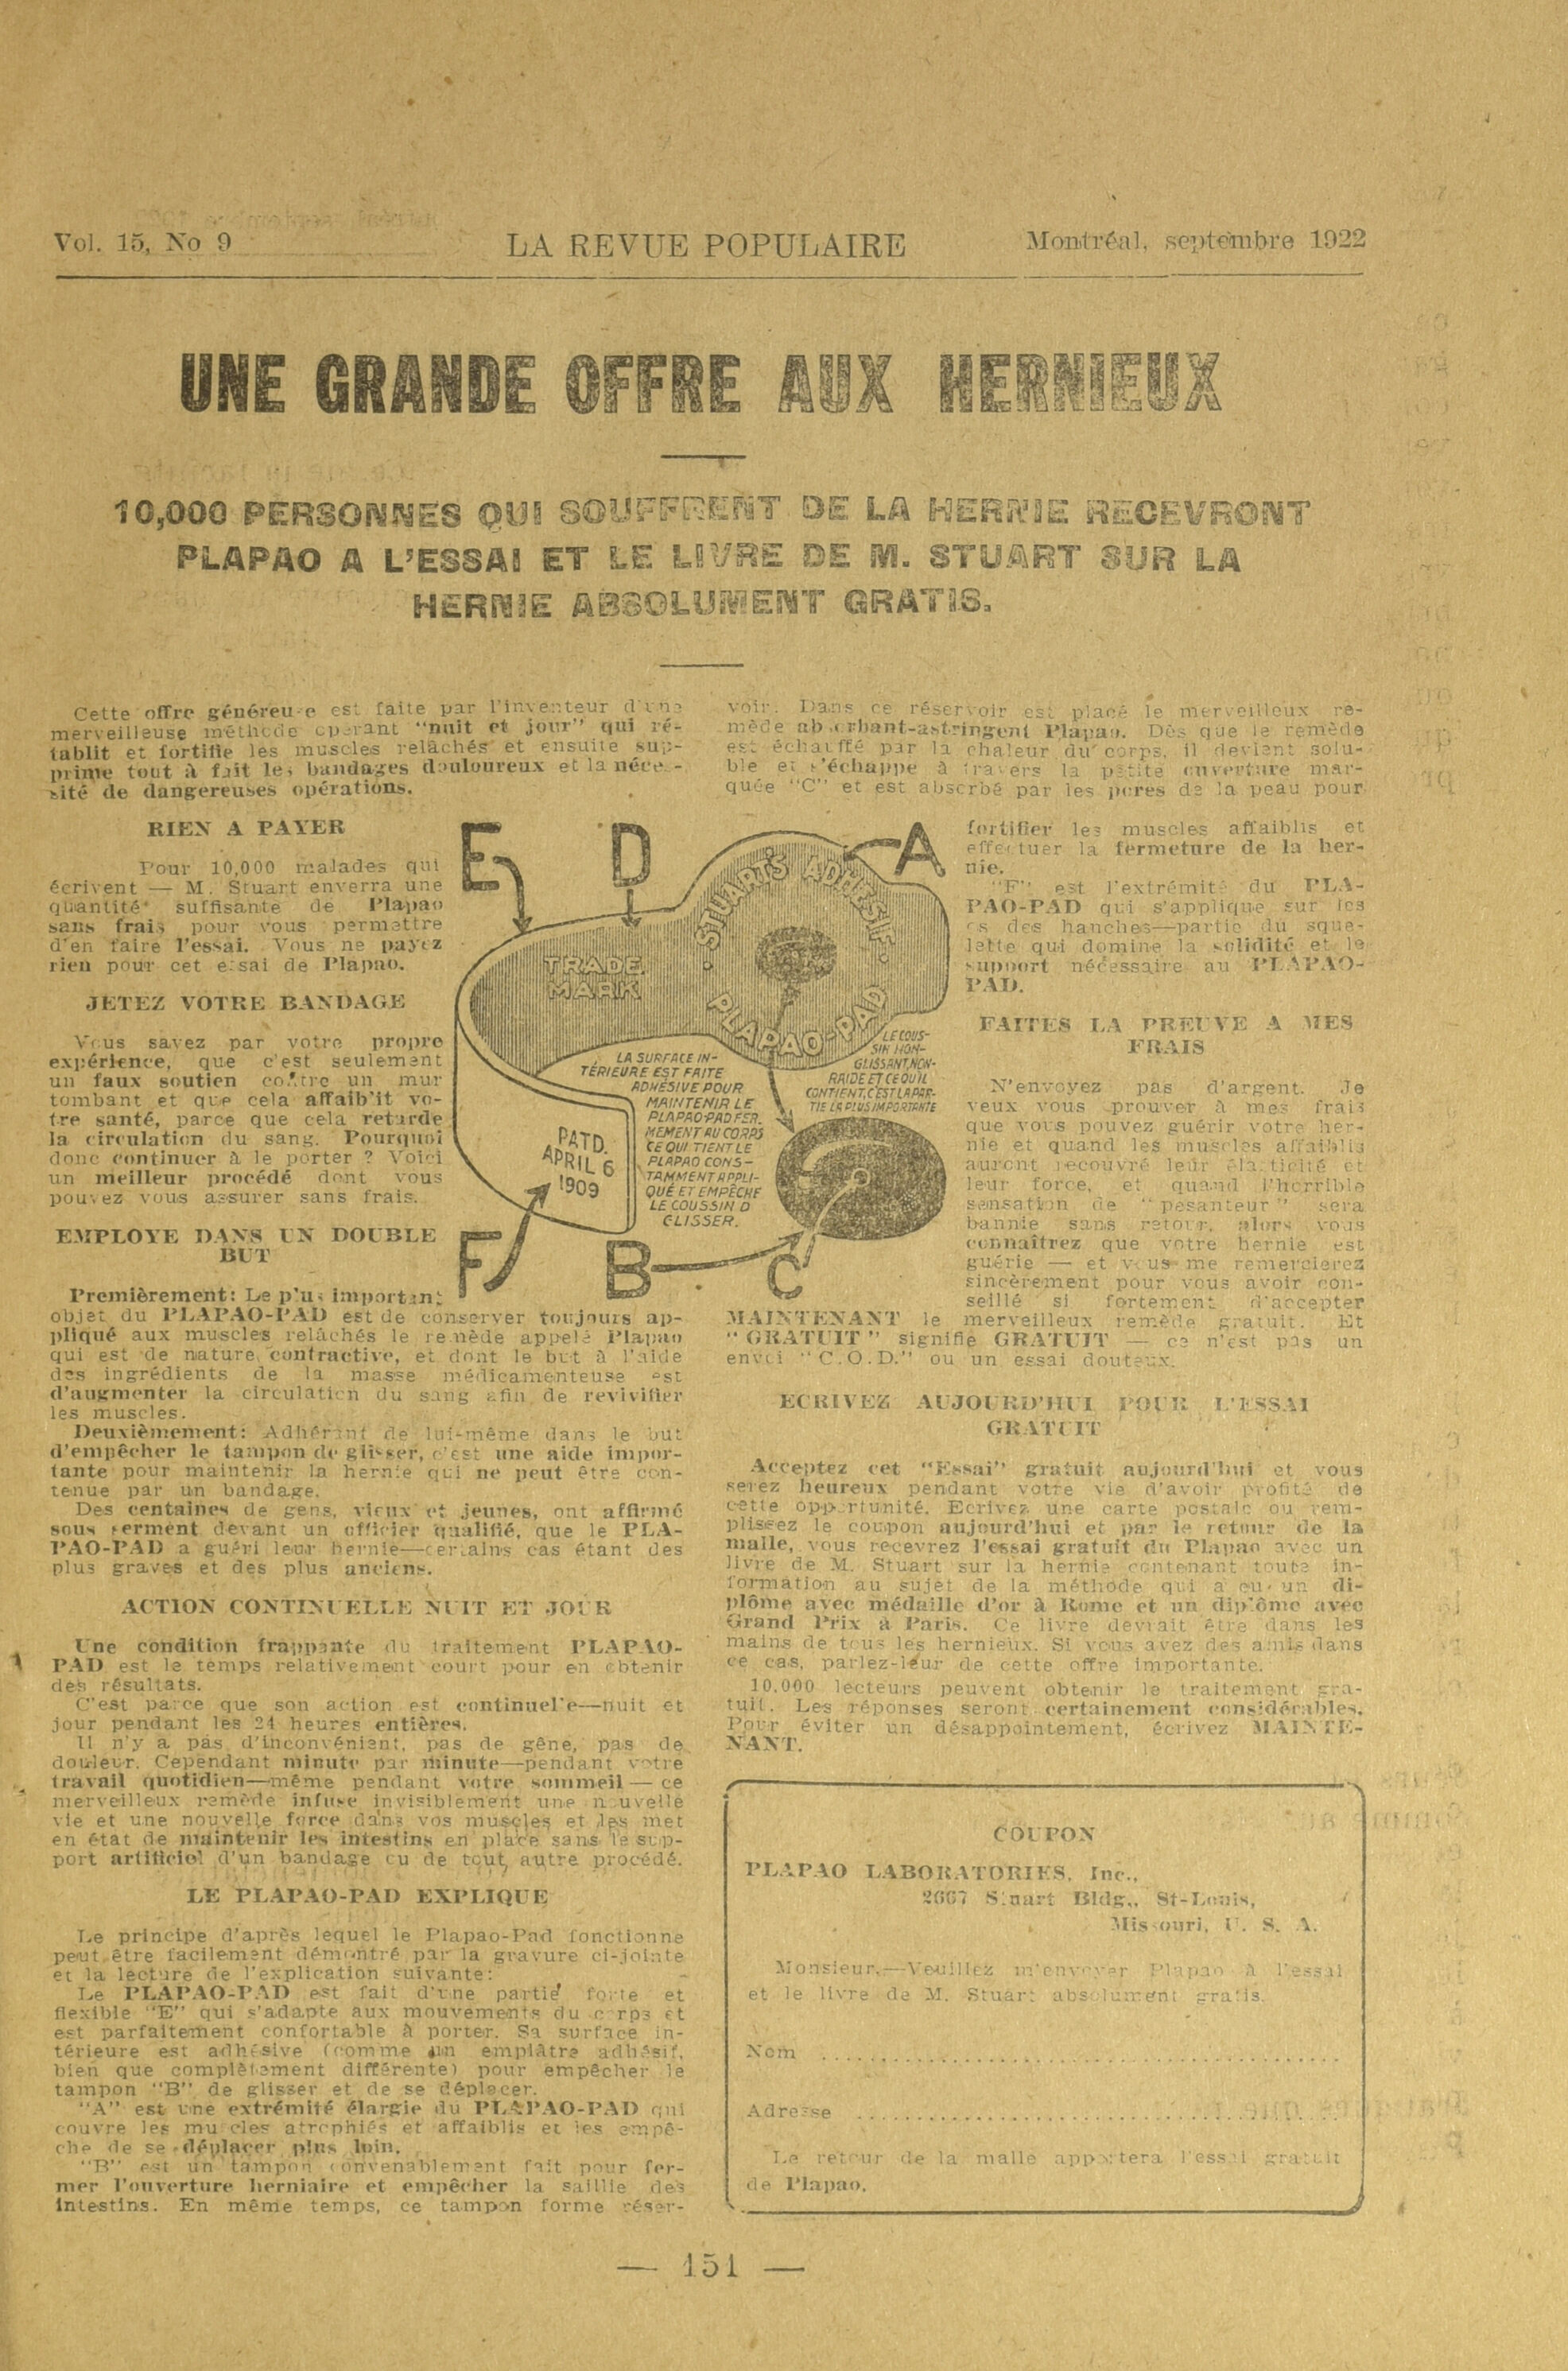 Vol. 15, No 9
LA REVUE POPULAIRE
Montréal, septembre 1922
UNE GRANDE OFFRE AUX HERNIEUX
10,000 PERSONNES QUI SOUFFRENT DE LA HERNIE RECEVRONT
PLAPAO A L'ESSAI ET LE LIVRE DE M. STUART SUR LA
HERNIE ABSOLUMENT GRATIS.
Cette offre généreuse est faite par l'inventeur d'une
merveilleuse méthode opérant "nuit et jour" qui ré-
tablit et fortifie les muscles relâchés et ensuite sup-
prime tout à fait les bandages douloureux et la néces-
sité de dangereuses opérations.
RIEN A PAYER
Pour 10,000 malades qui
écrivent — M. Stuart enverra une
quantité suffisante de Plapao
sans frais pour vous permettre
d'en faire l'essai. Vous ne payez
rien pour cet essai de Plapao.
JETEZ VOTRE BANDAGE
Vous savez par votre propre
expérience, que c'est seulement
un faux soutien contre un mur
tombant et que cela affaiblit vo-
tre santé, parce que cela retarde
la circulation du sang. Pourquoi
donc continuer à le porter ? Voici
un meilleur procédé dont vous
pouvez vous assurer sans frais.
EMPLOYE DANS UN DOUBLE
BUT
Premièrement: Le plus important
objet du PLAPAO-PAD est de conserver toujours ap-
pliqué aux muscles relâchés le remède appelé Plapao
qui est de nature contractive, et dont le but à l'aide
des ingrédients de la masse médicamenteuse est
d'augmenter la circulation du sang afin de revivifier
les muscles.
Deuxièmement: Adhérant de lui-même dans le but
d'empêcher le tampon de glisser, c'est une aide impor-
tante pour maintenir la hernie qui ne peut être con-
tenue par un bandage.
Des centaines de gens, vieux et jeunes, ont affirmé
sous serment devant un officier qualifié, que le PLA-
PAO-PAD a guéri leur hernie—certains cas étant des
plus graves et des plus anciens.
ACTION CONTINUELLE NUIT ET JOUR
Une condition frappante du traitement PLAPAO-
PAD est le temps relativement court pour en obtenir
des résultats.
C'est parce que son action est continuelle—nuit et
jour pendant les 24 heures entières.
Il n'y a pas d'inconvénient, pas de gêne, pas de
douleur. Cependant minute par minute—pendant votre
travail quotidien—même pendant votre sommeil — ce
merveilleux remède infuse invisiblement une nouvelle
vie et une nouvelle force dans vos muscles et les met
en état de maintenir les intestins en place sans le sup-
port artificiel d'un bandage ou de tout autre procédé.
LE PLAPAO-PAD EXPLIQUE
Le principe d'après lequel le Plapao-Pad fonctionne
peut être facilement démontré par la gravure ci-jointe
et la lecture de l'explication suivante:
Le PLAPAO-PAD est fait d'une partie forte et
flexible "E" qui s'adapte aux mouvements du corps et
est parfaitement confortable à porter. Sa surface in-
térieure est adhésive (comme un emplâtre adhésif,
bien que complètement différente) pour empêcher le
tampon "B" de glisser et de se déplacer.
"A" est une extrémité élargie du PLAPAO-PAD qui
couvre les muscles atrophiés et affaiblis et les empê-
che de se déplacer plus loin.
"B" est un tampon convenablement fait pour fer-
mer l'ouverture herniaire et empêcher la saillie des
intestins. En même temps, ce tampon forme réser-
E
D
A
STUART'S ADHESIF
PLAPAO-PAD
TRADE
MARK
LA SURFACE IN-
TÉRIEURE EST FAITE
ADHÉSIVE POUR
MAINTENIR LE
PLAPAO-PAD FER-
MEMENT AU CORPS
CE QUI TIENT LE
PLAPAO CONS-
TAMMENT APPLI-
QUÉ ET EMPÊCHE
LE COUSSIN D
GLISSER.
LE COUS-
SIN NON-
GLISSANT, NON-
RAIDE ET CE QU'IL
CONTIENT, C'EST LA PAR-
TIE LA PLUS IMPORTANTE
PATD.
APRIL 6
1909
F
B
C
voir. Dans ce réservoir est placé le merveilleux re-
mède absorbant-astringent Plapao. Dès que le remède
est échauffé par la chaleur du corps, il devient solu-
ble et s'échappe à travers la petite ouverture mar-
quée "C" et est absorbé par les pores de la peau pour
fortifier les muscles affaiblis et
effectuer la fermeture de la her-
nie.
"F" est l'extrémité du PLA-
PAO-PAD qui s'applique sur les
os des hanches—partie du sque-
lette qui domine la solidité et le
support nécessaire au PLAPAO-
PAD.
FAITES LA PREUVE A MES
FRAIS
N'envoyez pas d'argent. Je
veux vous prouver à mes frais
que vous pouvez guérir votre her-
nie et quand les muscles affaiblis
auront recouvré leur élasticité et
leur force, et quand l'horrible
sensation de "pesanteur" sera
bannie sans retour, alors vous
connaîtrez que votre hernie est
guérie — et vous me remercierez
sincèrement pour vous avoir con-
seillé si fortement d'accepter
MAINTENANT le merveilleux remède gratuit. Et
"GRATUIT" signifie GRATUIT — ce n'est pas un
envoi "C.O.D." ou un essai douteux.
ECRIVEZ AUJOURD'HUI POUR L'ESSAI
GRATUIT
Acceptez cet "Essai" gratuit aujourd'hui et vous
serez heureux pendant votre vie d'avoir profité de
cette opportunité. Ecrivez une carte postale ou rem-
plissez le coupon aujourd'hui et par le retour de la
malle, vous recevrez l'essai gratuit du Plapao avec un
livre de M. Stuart sur la hernie contenant toute in-
formation au sujet de la méthode qui a eu un di-
plôme avec médaille d'or à Rome et un diplôme avec
Grand Prix à Paris. Ce livre devrait être dans les
mains de tous les hernieux. Si vous avez des amis dans
ce cas, parlez-leur de cette offre importante.
10,000 lecteurs peuvent obtenir le traitement gra-
tuit. Les réponses seront certainement considérables.
Pour éviter un désappointement, écrivez MAINTE-
NANT.
COUPON
PLAPAO LABORATORIES, Inc.,
2667 Stuart Bldg., St-Louis,
Missouri, U. S. A.
Monsieur.—Veuillez m'envoyer Plapao à l'essai
et le livre de M. Stuart absolument gratis.
Nom ........................................
Adresse ....................................
Le retour de la malle apportera l'essai gratuit
de Plapao.
— 151 —